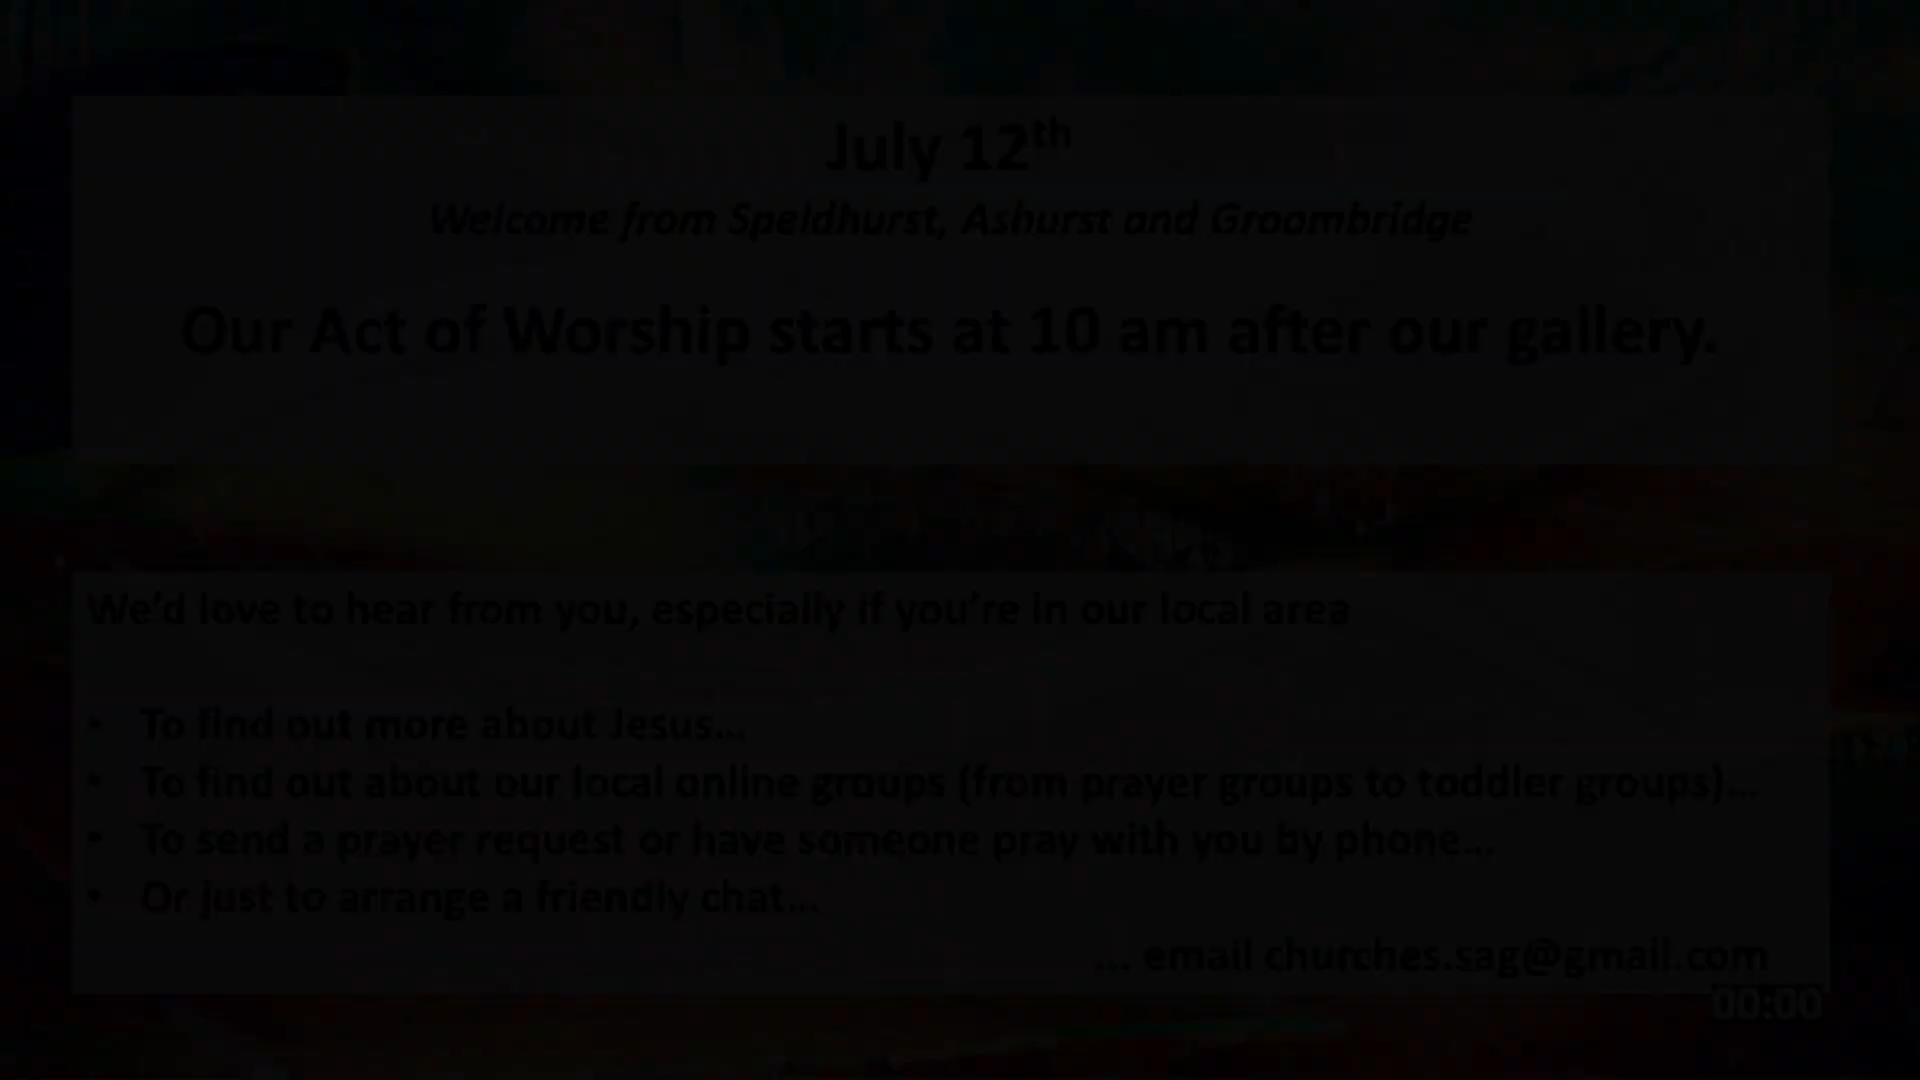 July 12th
Welcome from Speldhurst, Ashurst and Groombridge
Our Act of Worship starts at 10 am after our gallery.
We'd love to hear from you, especially if you're in our local area
• To find out more about Jesus...
• To find out about our local online groups (from prayer groups to toddler groups)...
• To send a prayer request or have someone pray with you by phone...
• Or just to arrange a friendly chat...
... email churches.sag@gmail.com
00:00